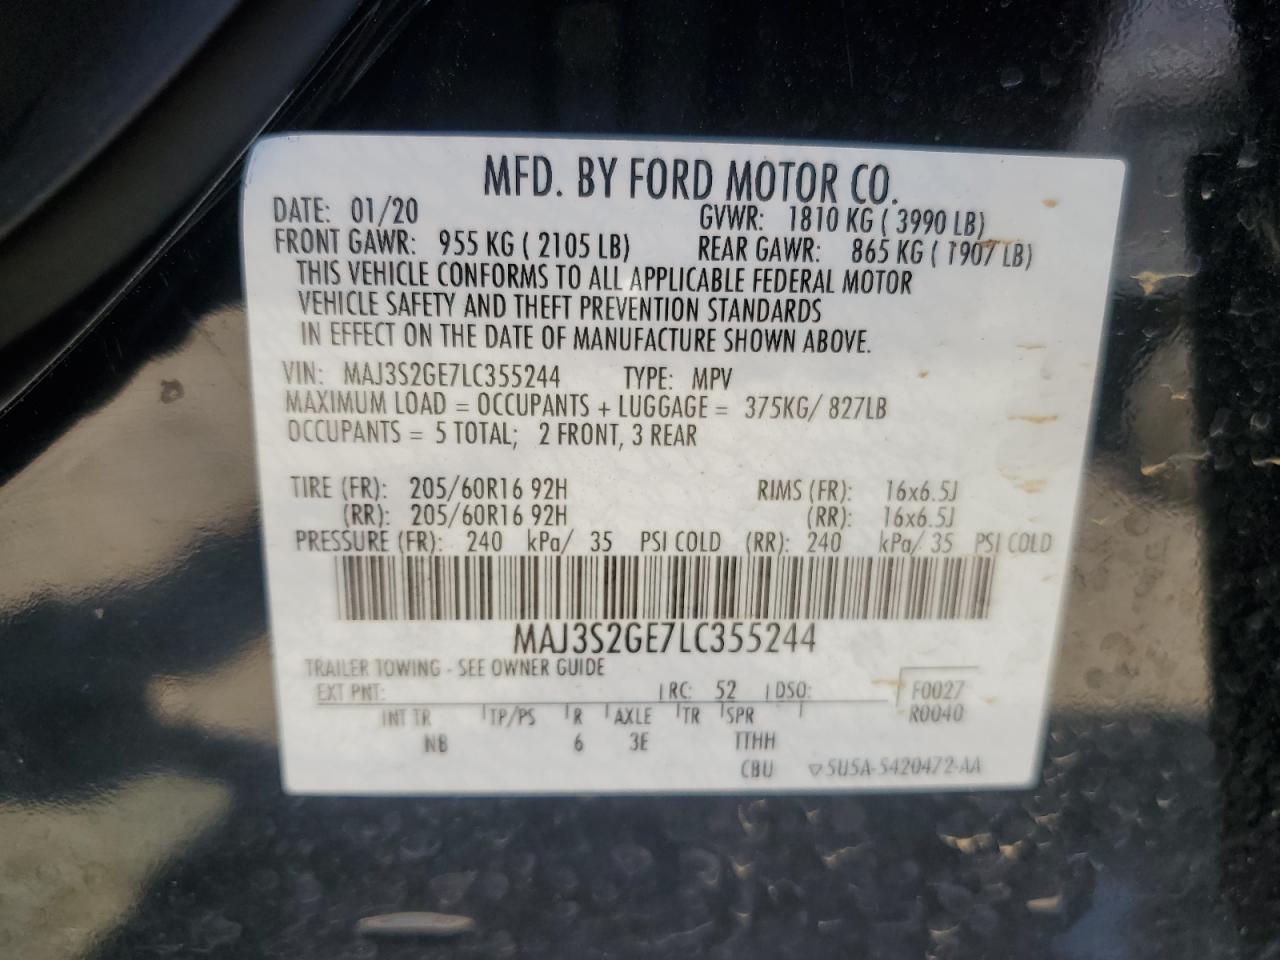 MFD. BY FORD MOTOR CO.
DATE: 01/20 GVWR: 1810 KG ( 3990 LB)
FRONT GAWR: 955 KG ( 2105 LB) REAR GAWR: 865 KG ( 1907 LB)
THIS VEHICLE CONFORMS TO ALL APPLICABLE FEDERAL MOTOR
VEHICLE SAFETY AND THEFT PREVENTION STANDARDS
IN EFFECT ON THE DATE OF MANUFACTURE SHOWN ABOVE.
VIN: MAJ3S2GE7LC355244 TYPE: MPV
MAXIMUM LOAD = OCCUPANTS + LUGGAGE = 375KG/ 827LB
OCCUPANTS = 5 TOTAL; 2 FRONT, 3 REAR
TIRE (FR): 205/60R16 92H RIMS (FR): 16x6.5J
(RR): 205/60R16 92H (RR): 16x6.5J
PRESSURE (FR): 240 kPa/ 35 PSI COLD (RR): 240 kPa/ 35 PSI COLD
MAJ3S2GE7LC355244
TRAILER TOWING - SEE OWNER GUIDE
EXT PNT: RC: 52 DSO: F0027
INT TR TP/PS R AXLE TR SPR R0040
NB 6 3E TTHH
CBU ▽5U5A-5420472-AA